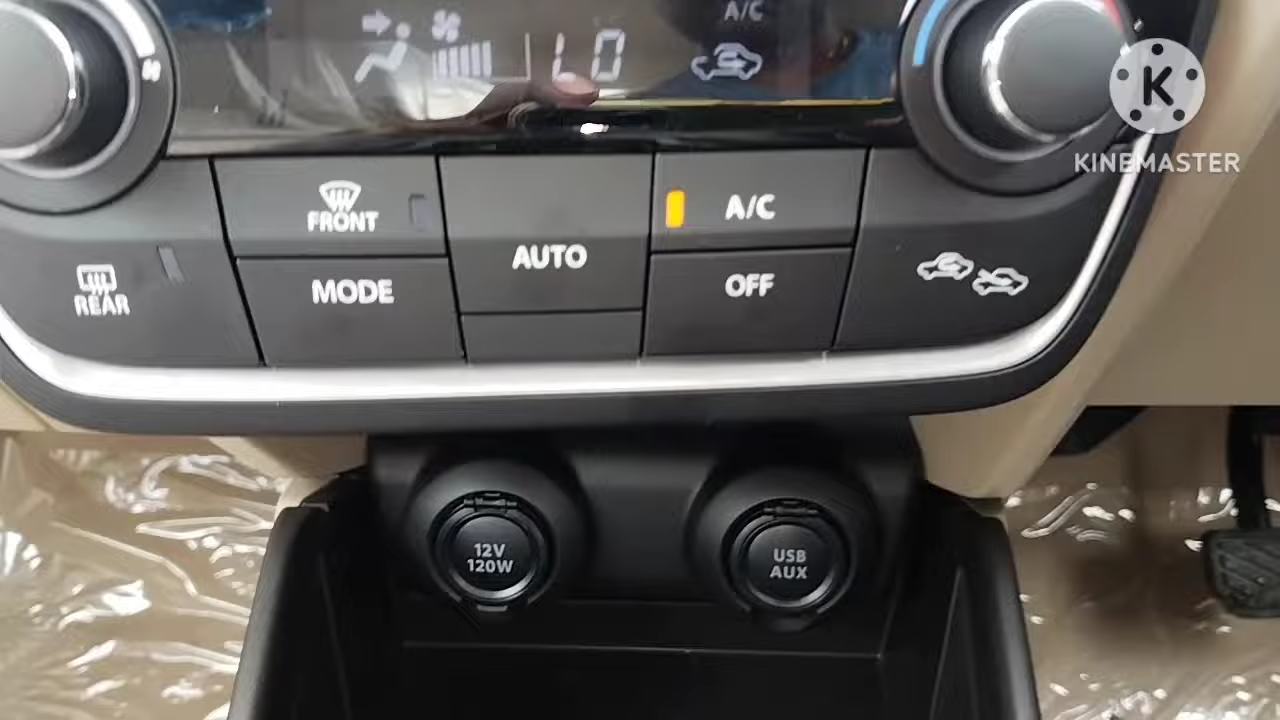 A/C
LO
K
KINEMASTER
FRONT
A/C
AUTO
REAR
MODE
OFF
12V
120W
USB
AUX